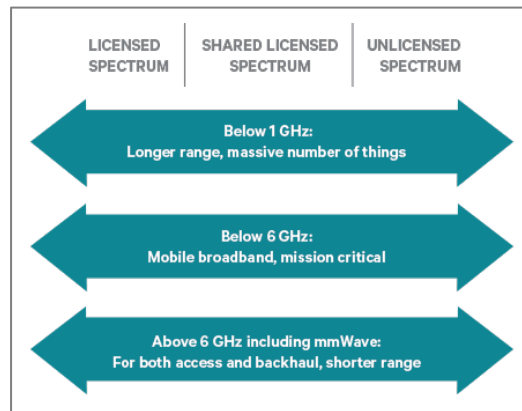 LICENSED SPECTRUM
SHARED LICENSED SPECTRUM
UNLICENSED SPECTRUM
Below 1 GHz:
Longer range, massive number of things
Below 6 GHz:
Mobile broadband, mission critical
Above 6 GHz including mmWave:
For both access and backhaul, shorter range